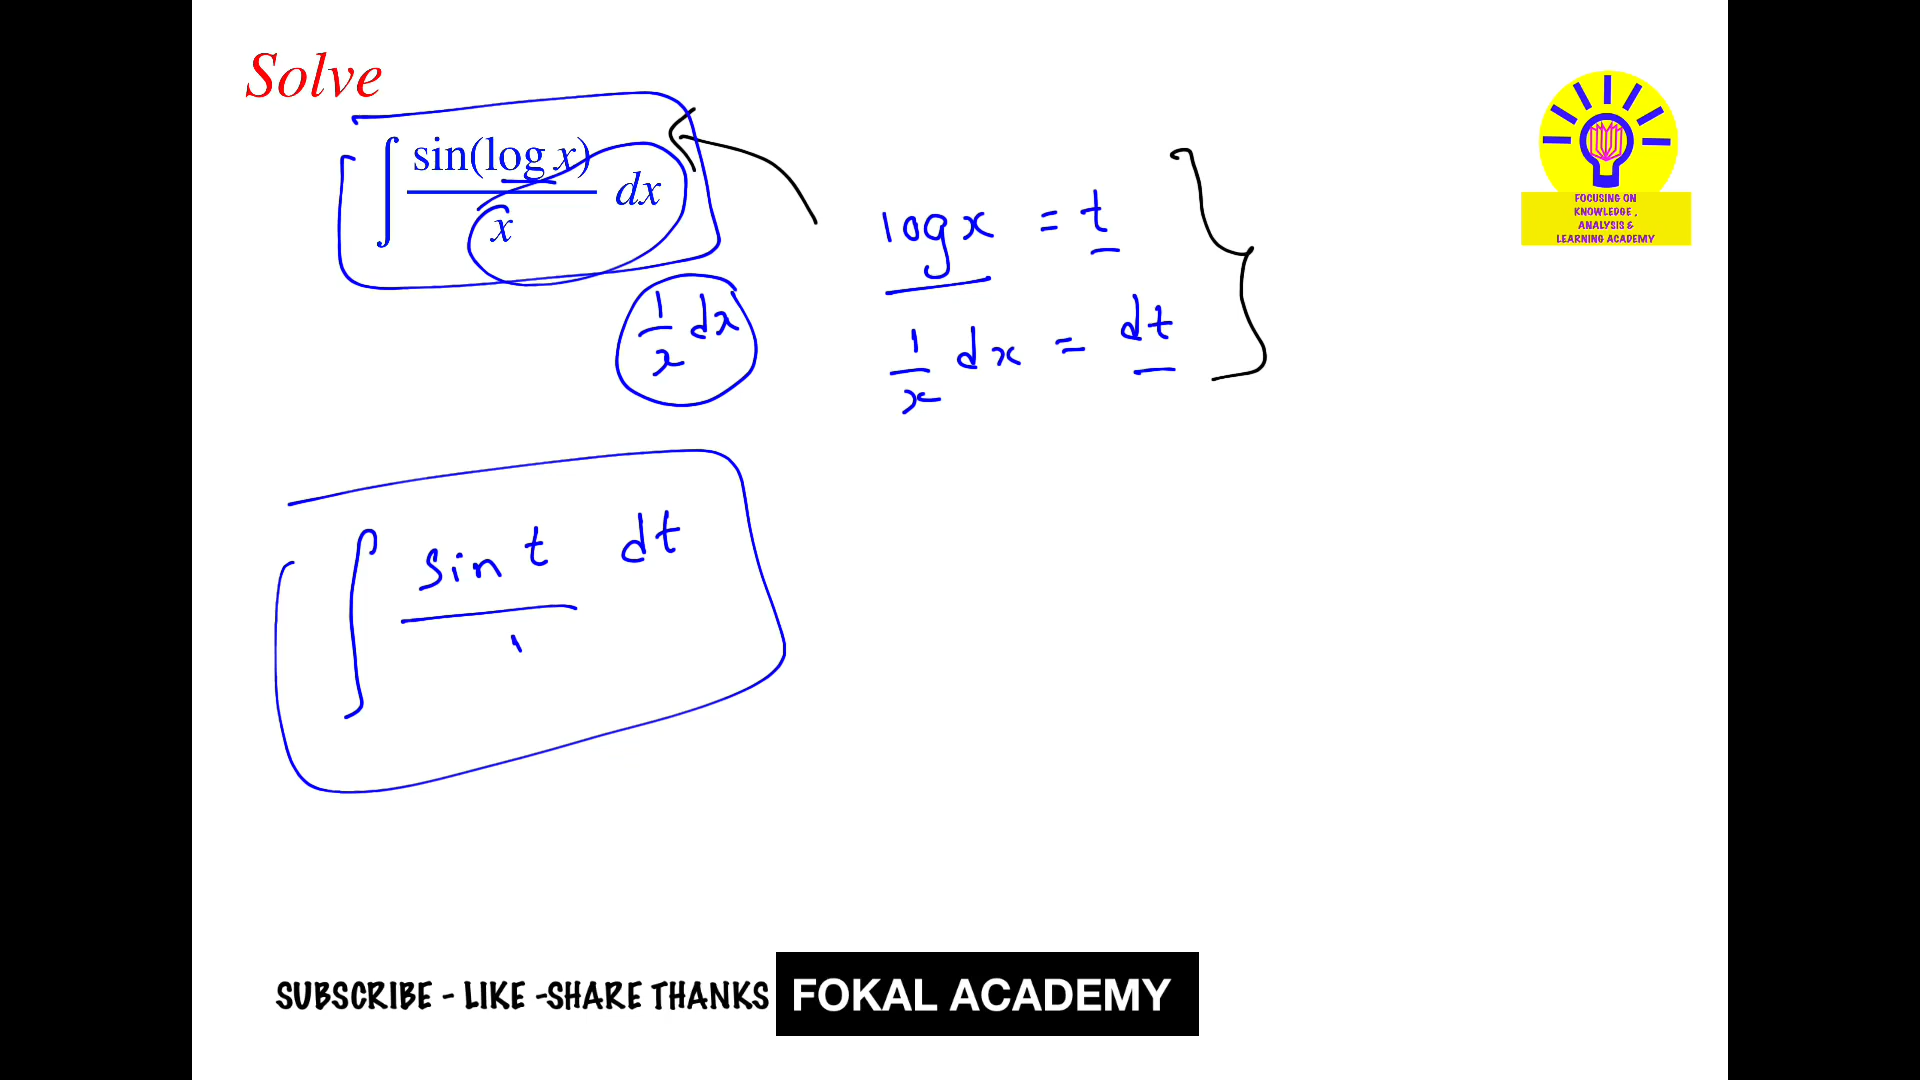 Solve
∫ sin(log x) / x dx
1/x dx
log x = t
1/x dx = dt
∫ sin t / 1 dt
FOCUSING ON
KNOWLEDGE ,
ANALYSIS &
LEARNING ACADEMY
SUBSCRIBE - LIKE -SHARE THANKS FOKAL ACADEMY